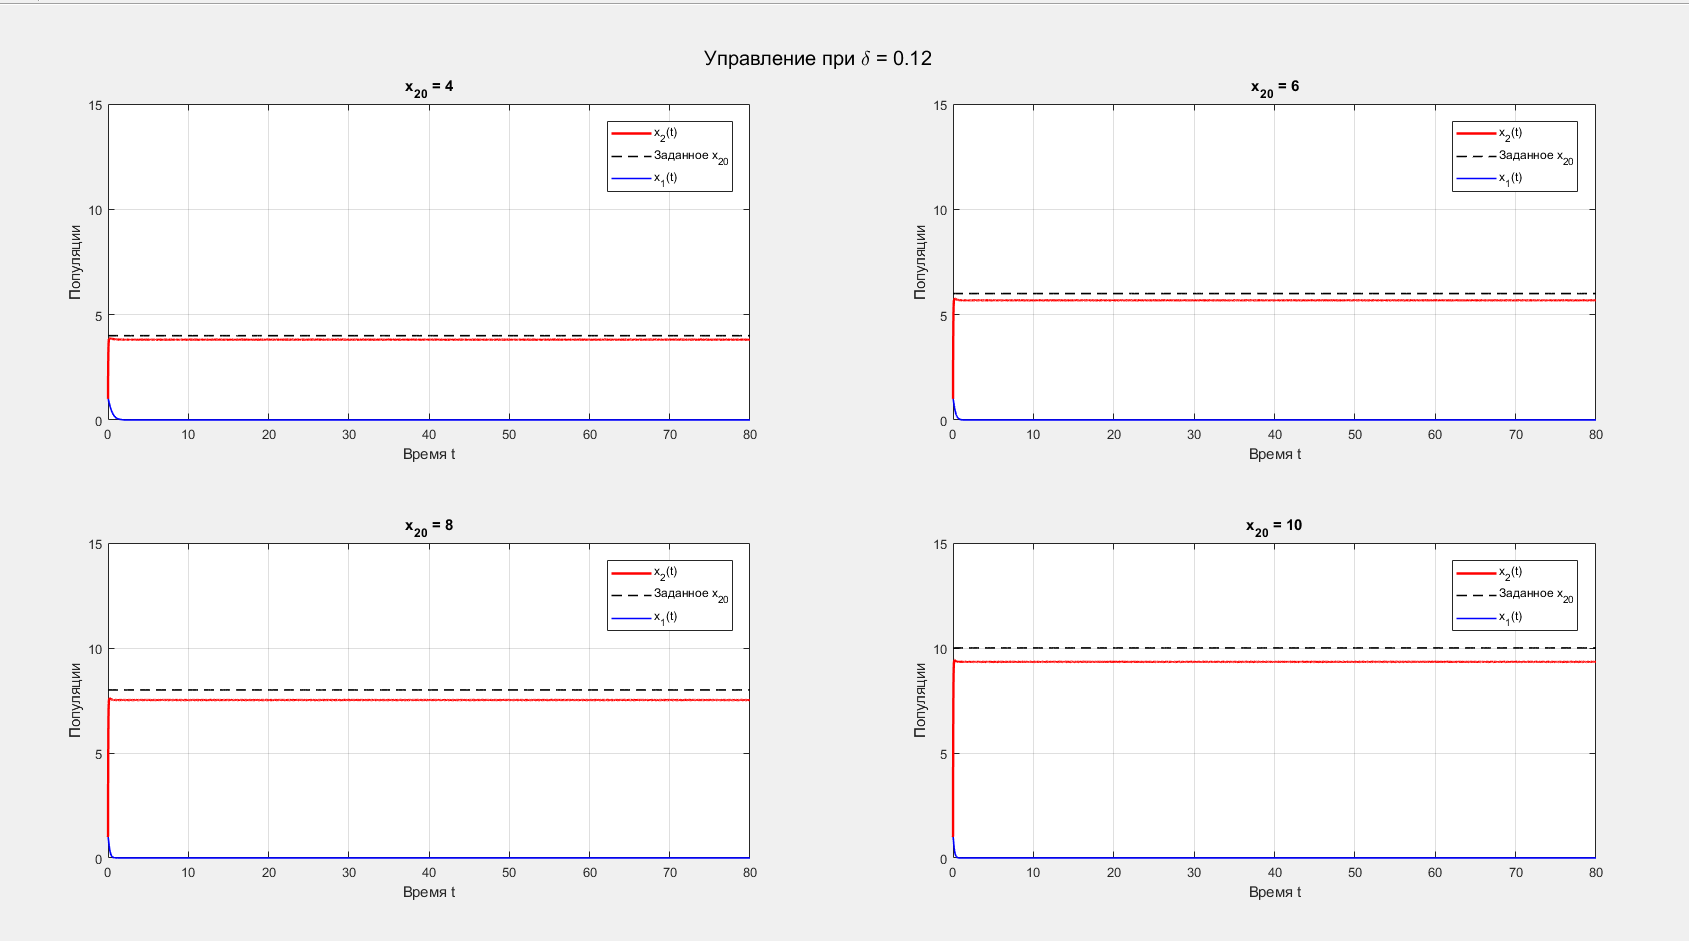 Управление при δ = 0.12
x20 = 4
15
10
5
0
Популяции
x2(t)
Заданное x20
x1(t)
0 10 20 30 40 50 60 70 80
Время t
x20 = 6
15
10
5
0
Популяции
x2(t)
Заданное x20
x1(t)
0 10 20 30 40 50 60 70 80
Время t
x20 = 8
15
10
5
0
Популяции
x2(t)
Заданное x20
x1(t)
0 10 20 30 40 50 60 70 80
Время t
x20 = 10
15
10
5
0
Популяции
x2(t)
Заданное x20
x1(t)
0 10 20 30 40 50 60 70 80
Время t